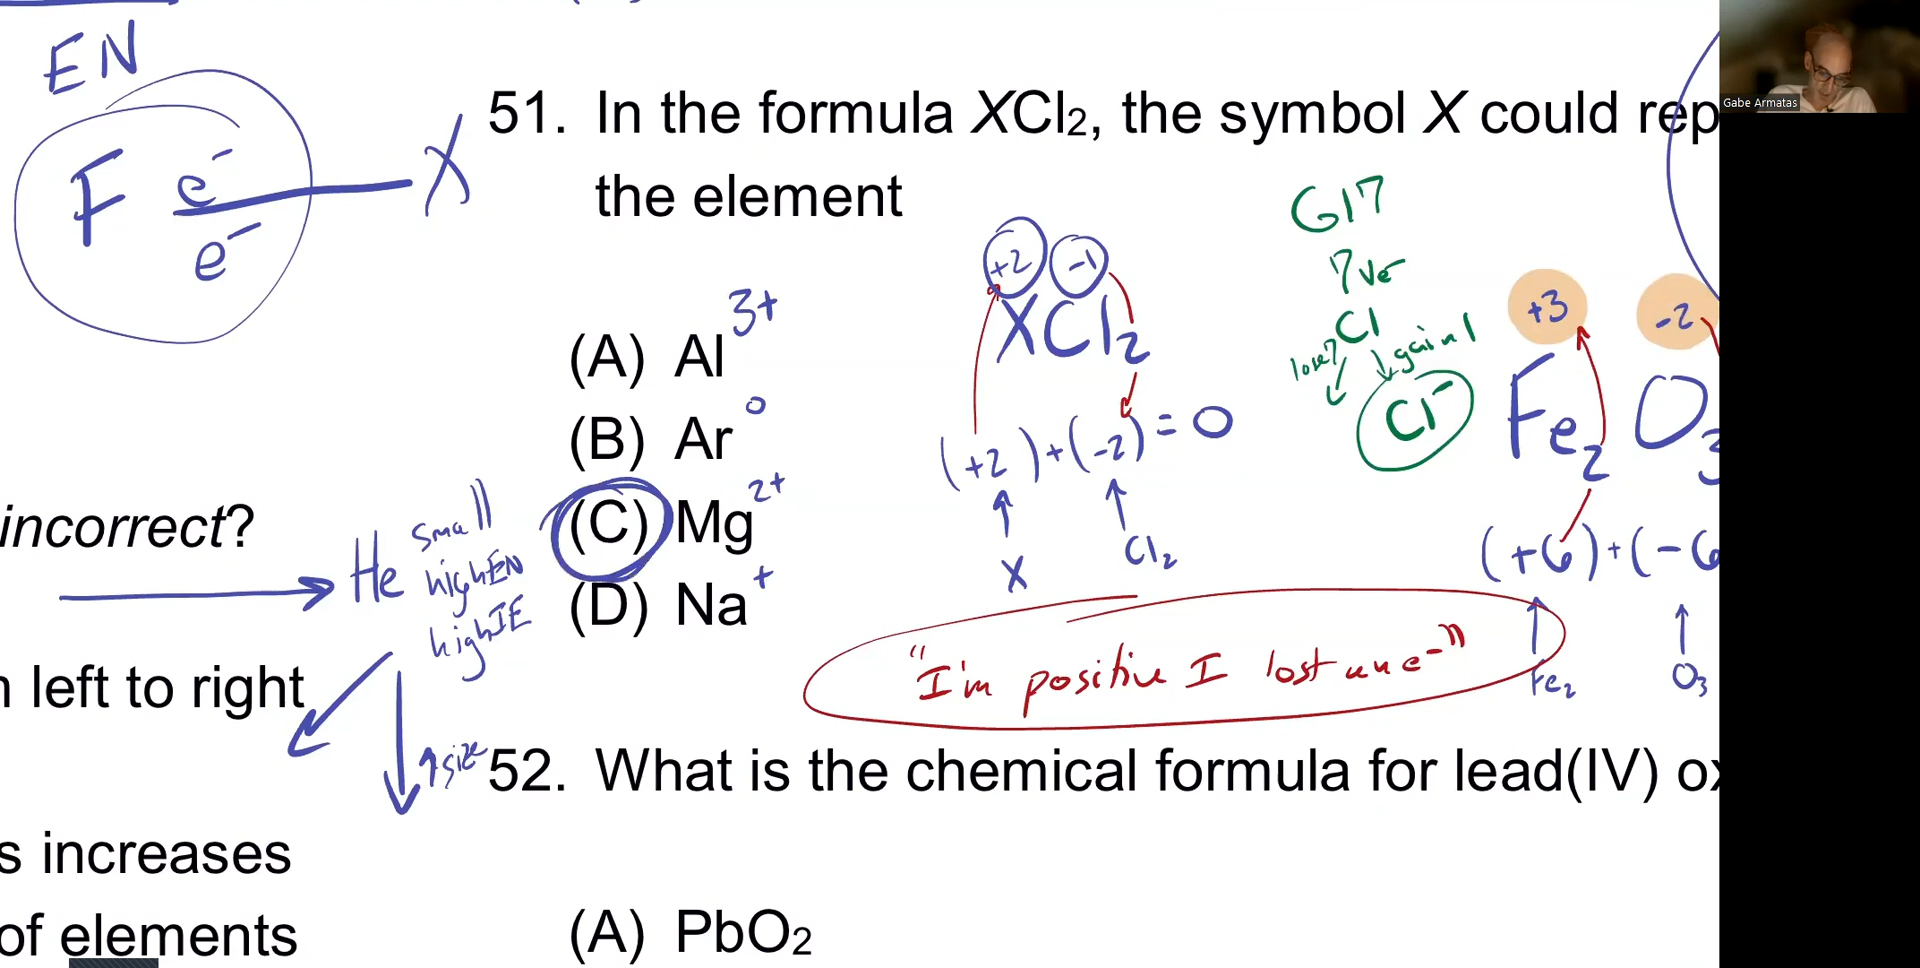 EN
F e⁻
e⁻
X
51. In the formula XCl₂, the symbol X could rep
the element
(A) Al 3+
(B) Ar 0
(C) Mg 2+
(D) Na +
+2 -1
XCl₂
(+2)+(-2)=0
X Cl₂
G17
7ve⁻
Cl
lose7 gain1
Cl⁻
+3 -2
Fe₂O₃
(+6)+(-6
Fe₂ O₃
"I'm positive I lost an e⁻"
incorrect?
He small
high EN
high IE
n left to right
↑size
s increases
of elements
52. What is the chemical formula for lead(IV) ox
(A) PbO₂
Gabe Armatas